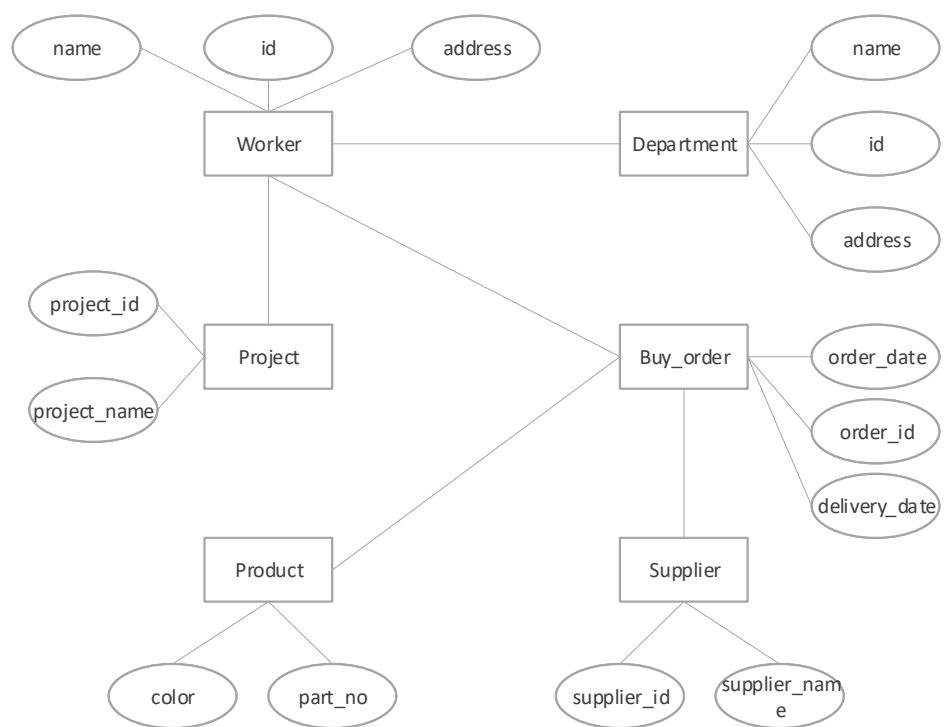 name
id
address
name
Worker
Department
id
address
project_id
Project
Buy_order
order_date
project_name
order_id
delivery_date
Product
Supplier
color
part_no
supplier_id
supplier_nam
e